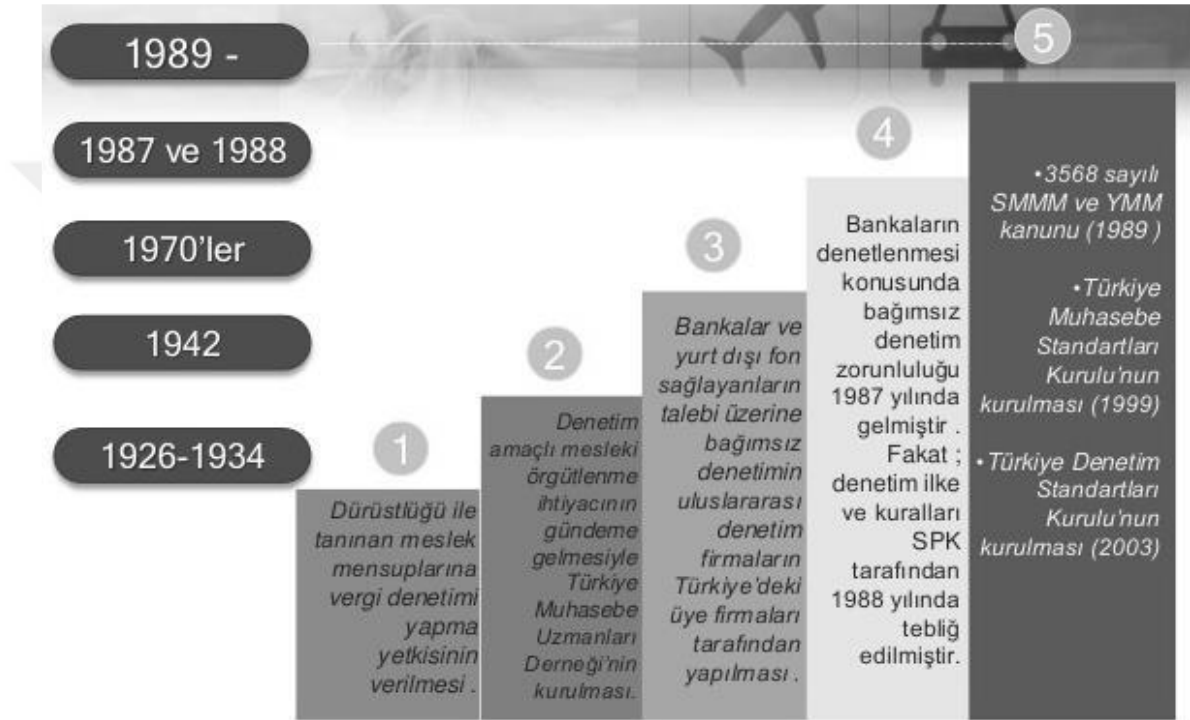 1989 -
1987 ve 1988
1970'ler
1942
1926-1934
1
Dürüstlüğü ile
tanınan meslek
mensuplarına
vergi denetimi
yapma
yetkisinin
verilmesi .
2
Denetim
amaçlı mesleki
örgütlenme
ihtiyacının
gündeme
gelmesiyle
Türkiye
Muhasebe
Uzmanları
Derneği'nin
kurulması.
3
Bankalar ve
yurt dışı fon
sağlayanların
talebi üzerine
bağımsız
denetimin
uluslararası
denetim
firmaların
Türkiye'deki
üye firmaları
tarafından
yapılması .
4
Bankaların
denetlenmesi
konusunda
bağımsız
denetim
zorunluluğu
1987 yılında
gelmiştir .
Fakat ;
denetim ilke
ve kuralları
SPK
tarafından
1988 yılında
tebliğ
edilmiştir.
5
•3568 sayılı
SMMM ve YMM
kanunu (1989 )
•Türkiye
Muhasebe
Standartları
Kurulu'nun
kurulması (1999)
•Türkiye Denetim
Standartları
Kurulu'nun
kurulması (2003)